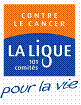 CONTRE
LE CANCER
LA LIGUE
101
comités
pour la vie